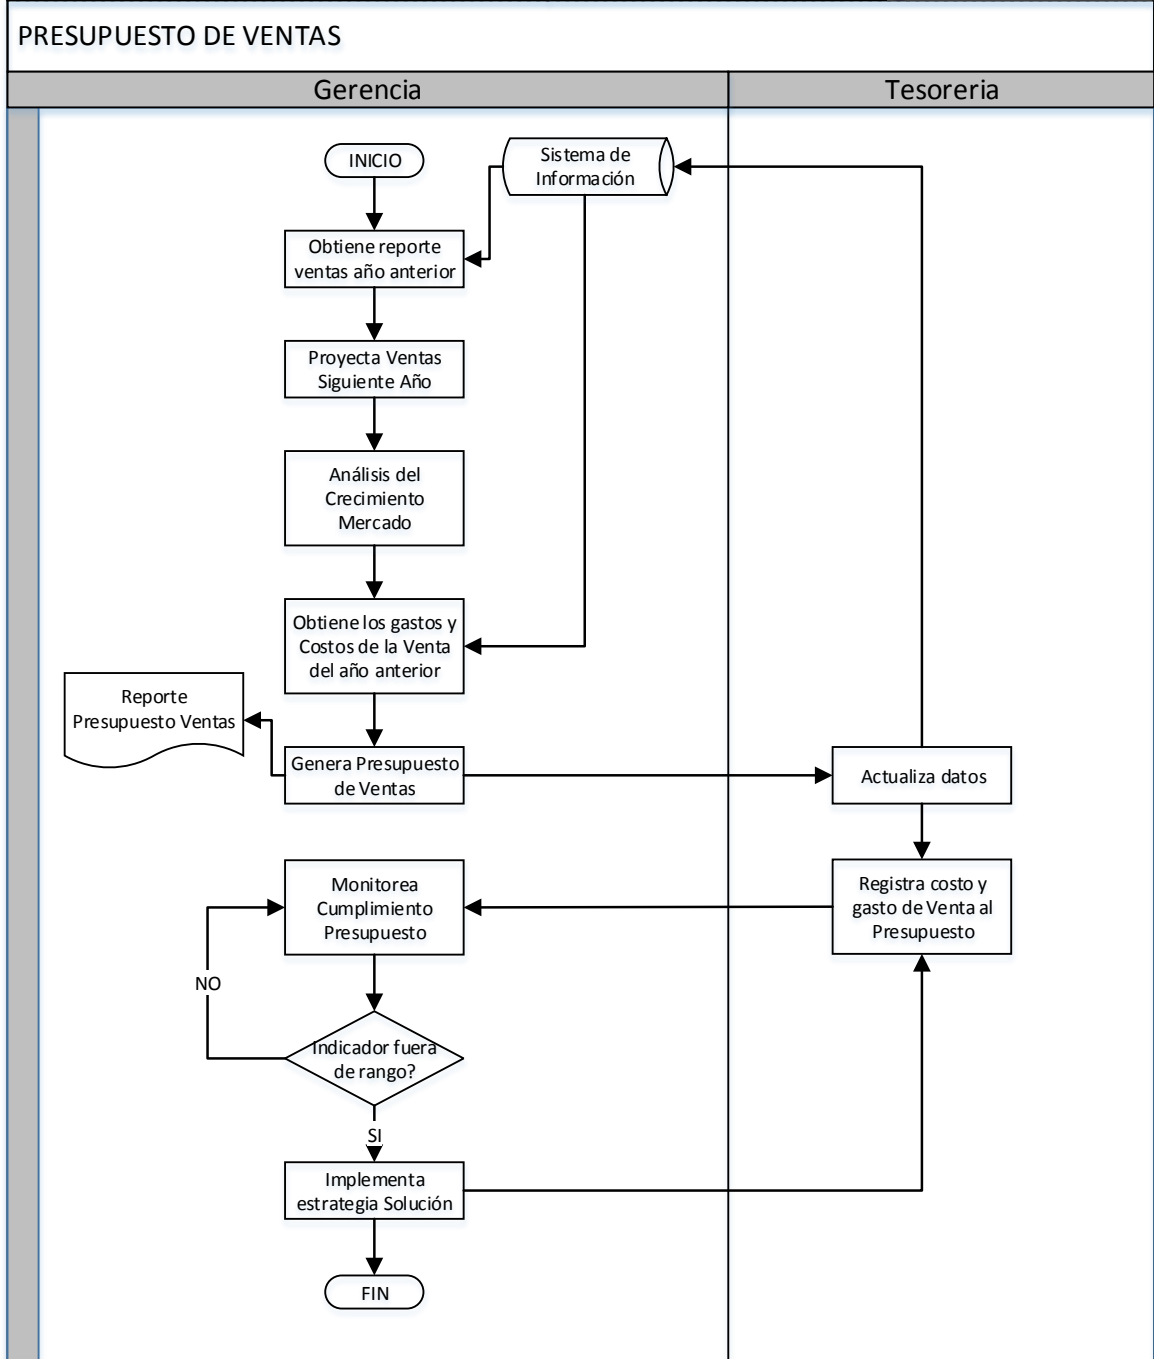 PRESUPUESTO DE VENTAS
Gerencia
Tesoreria
INICIO
Sistema de
Información
Obtiene reporte
ventas año anterior
Proyecta Ventas
Siguiente Año
Análisis del
Crecimiento
Mercado
Obtiene los gastos y
Costos de la Venta
del año anterior
Reporte
Presupuesto Ventas
Genera Presupuesto
de Ventas
Actualiza datos
Monitorea
Cumplimiento
Presupuesto
Registra costo y
gasto de Venta al
Presupuesto
NO
Indicador fuera
de rango?
SI
Implementa
estrategia Solución
FIN